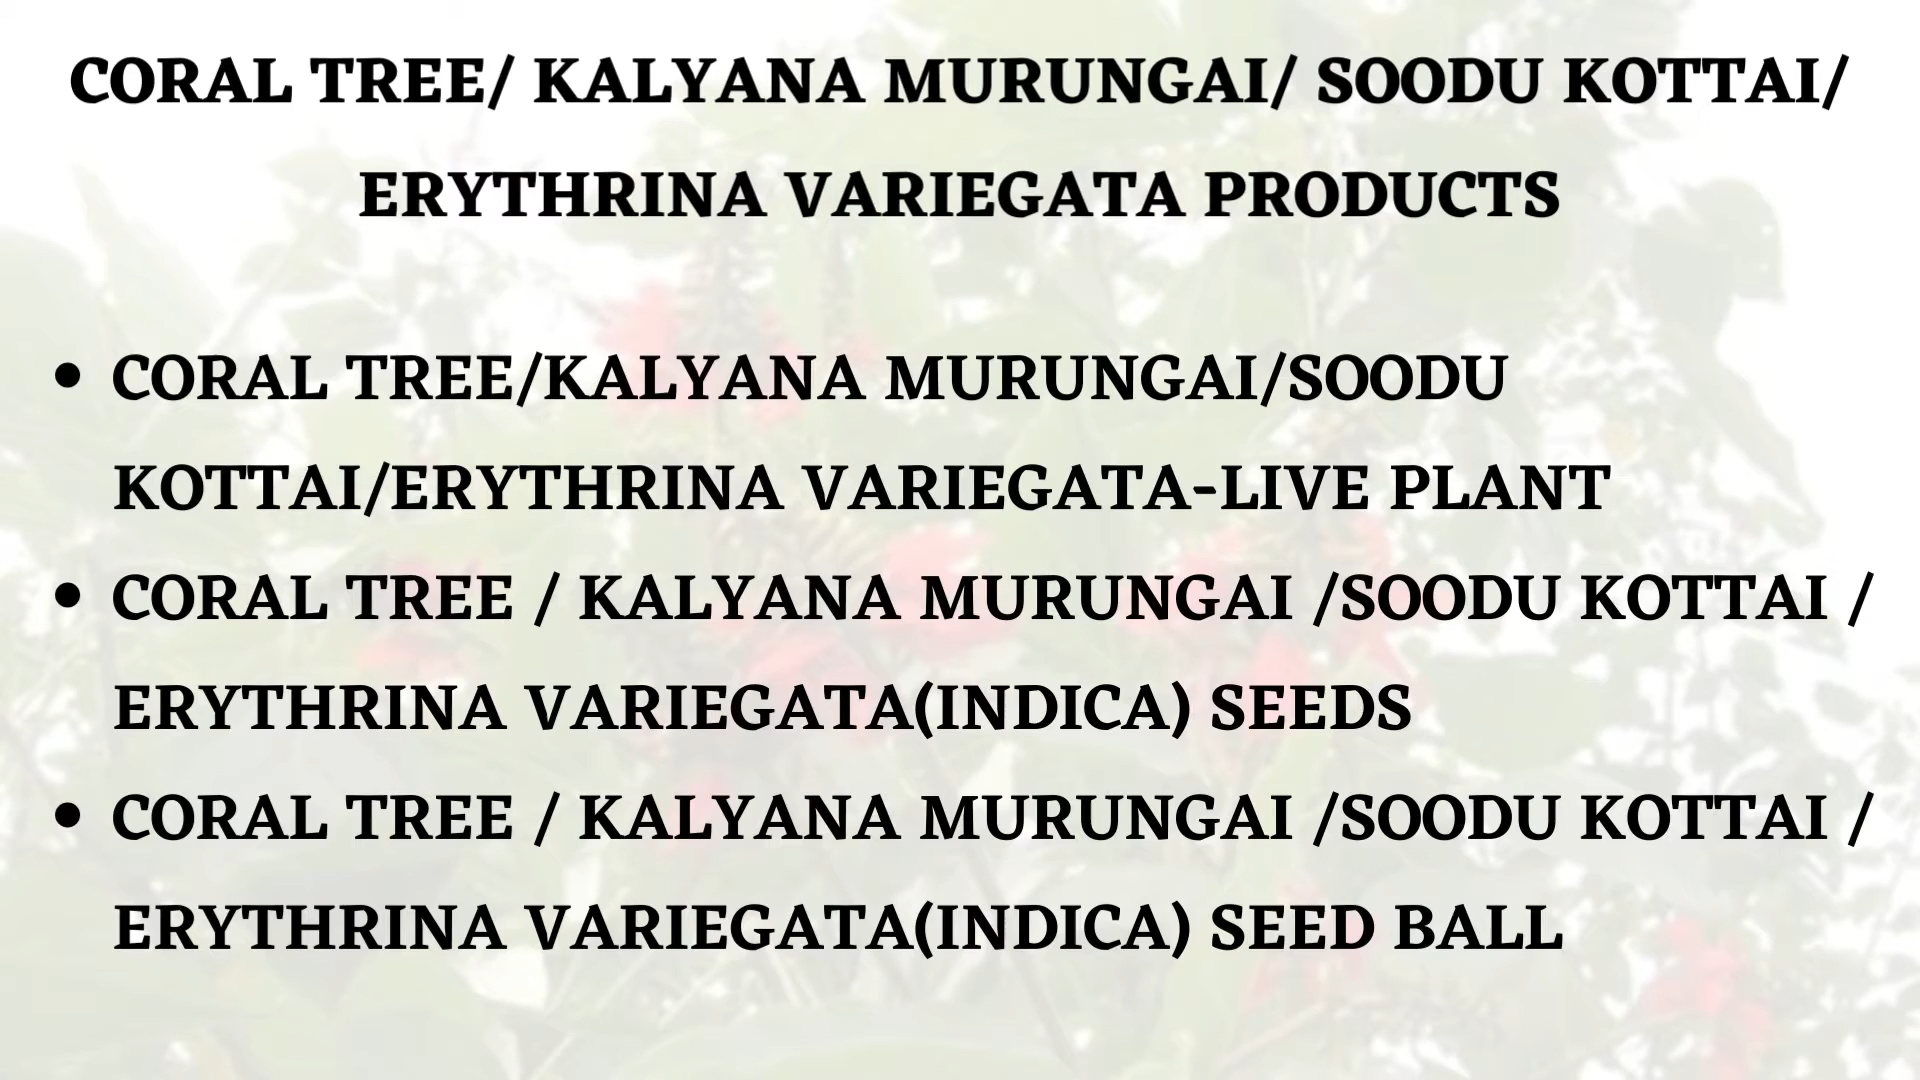 CORAL TREE/ KALYANA MURUNGAI/ SOODU KOTTAI/
ERYTHRINA VARIEGATA PRODUCTS
• CORAL TREE/KALYANA MURUNGAI/SOODU
KOTTAI/ERYTHRINA VARIEGATA-LIVE PLANT
• CORAL TREE / KALYANA MURUNGAI /SOODU KOTTAI /
ERYTHRINA VARIEGATA(INDICA) SEEDS
• CORAL TREE / KALYANA MURUNGAI /SOODU KOTTAI /
ERYTHRINA VARIEGATA(INDICA) SEED BALL